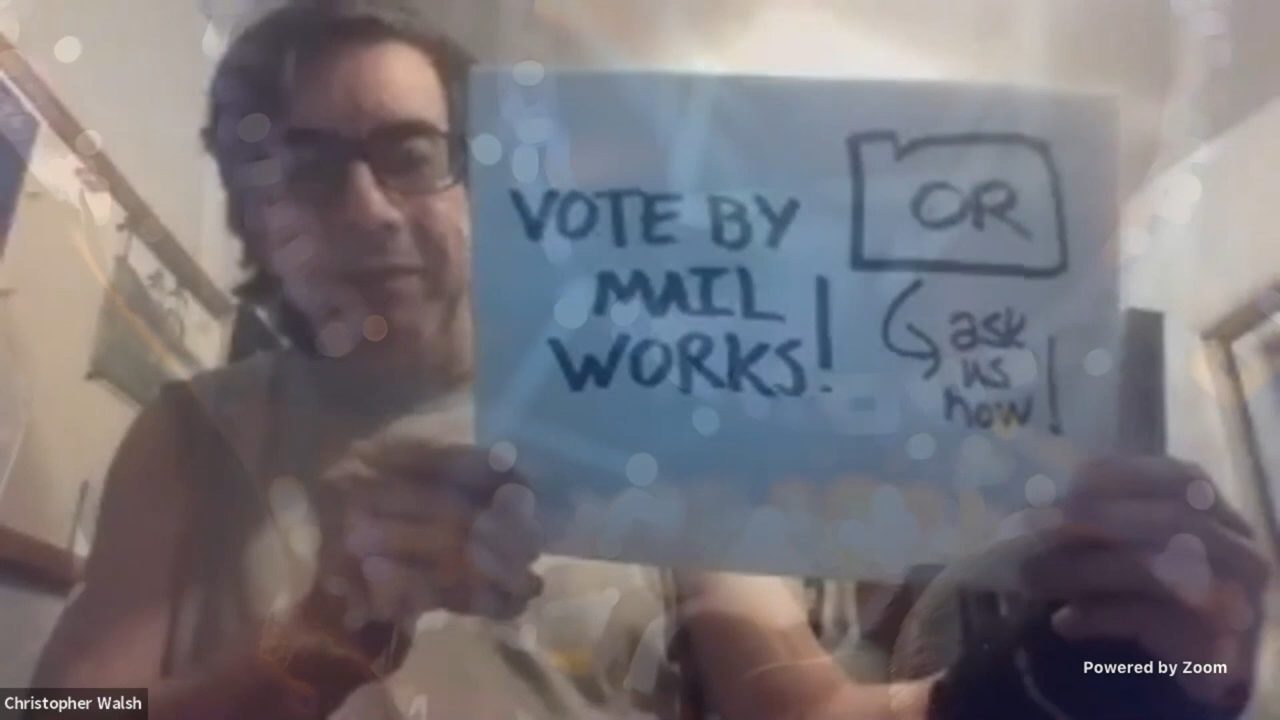 VOTE BY
MAIL
WORKS!
OR
ask
us
how!
Powered by Zoom
Christopher Walsh